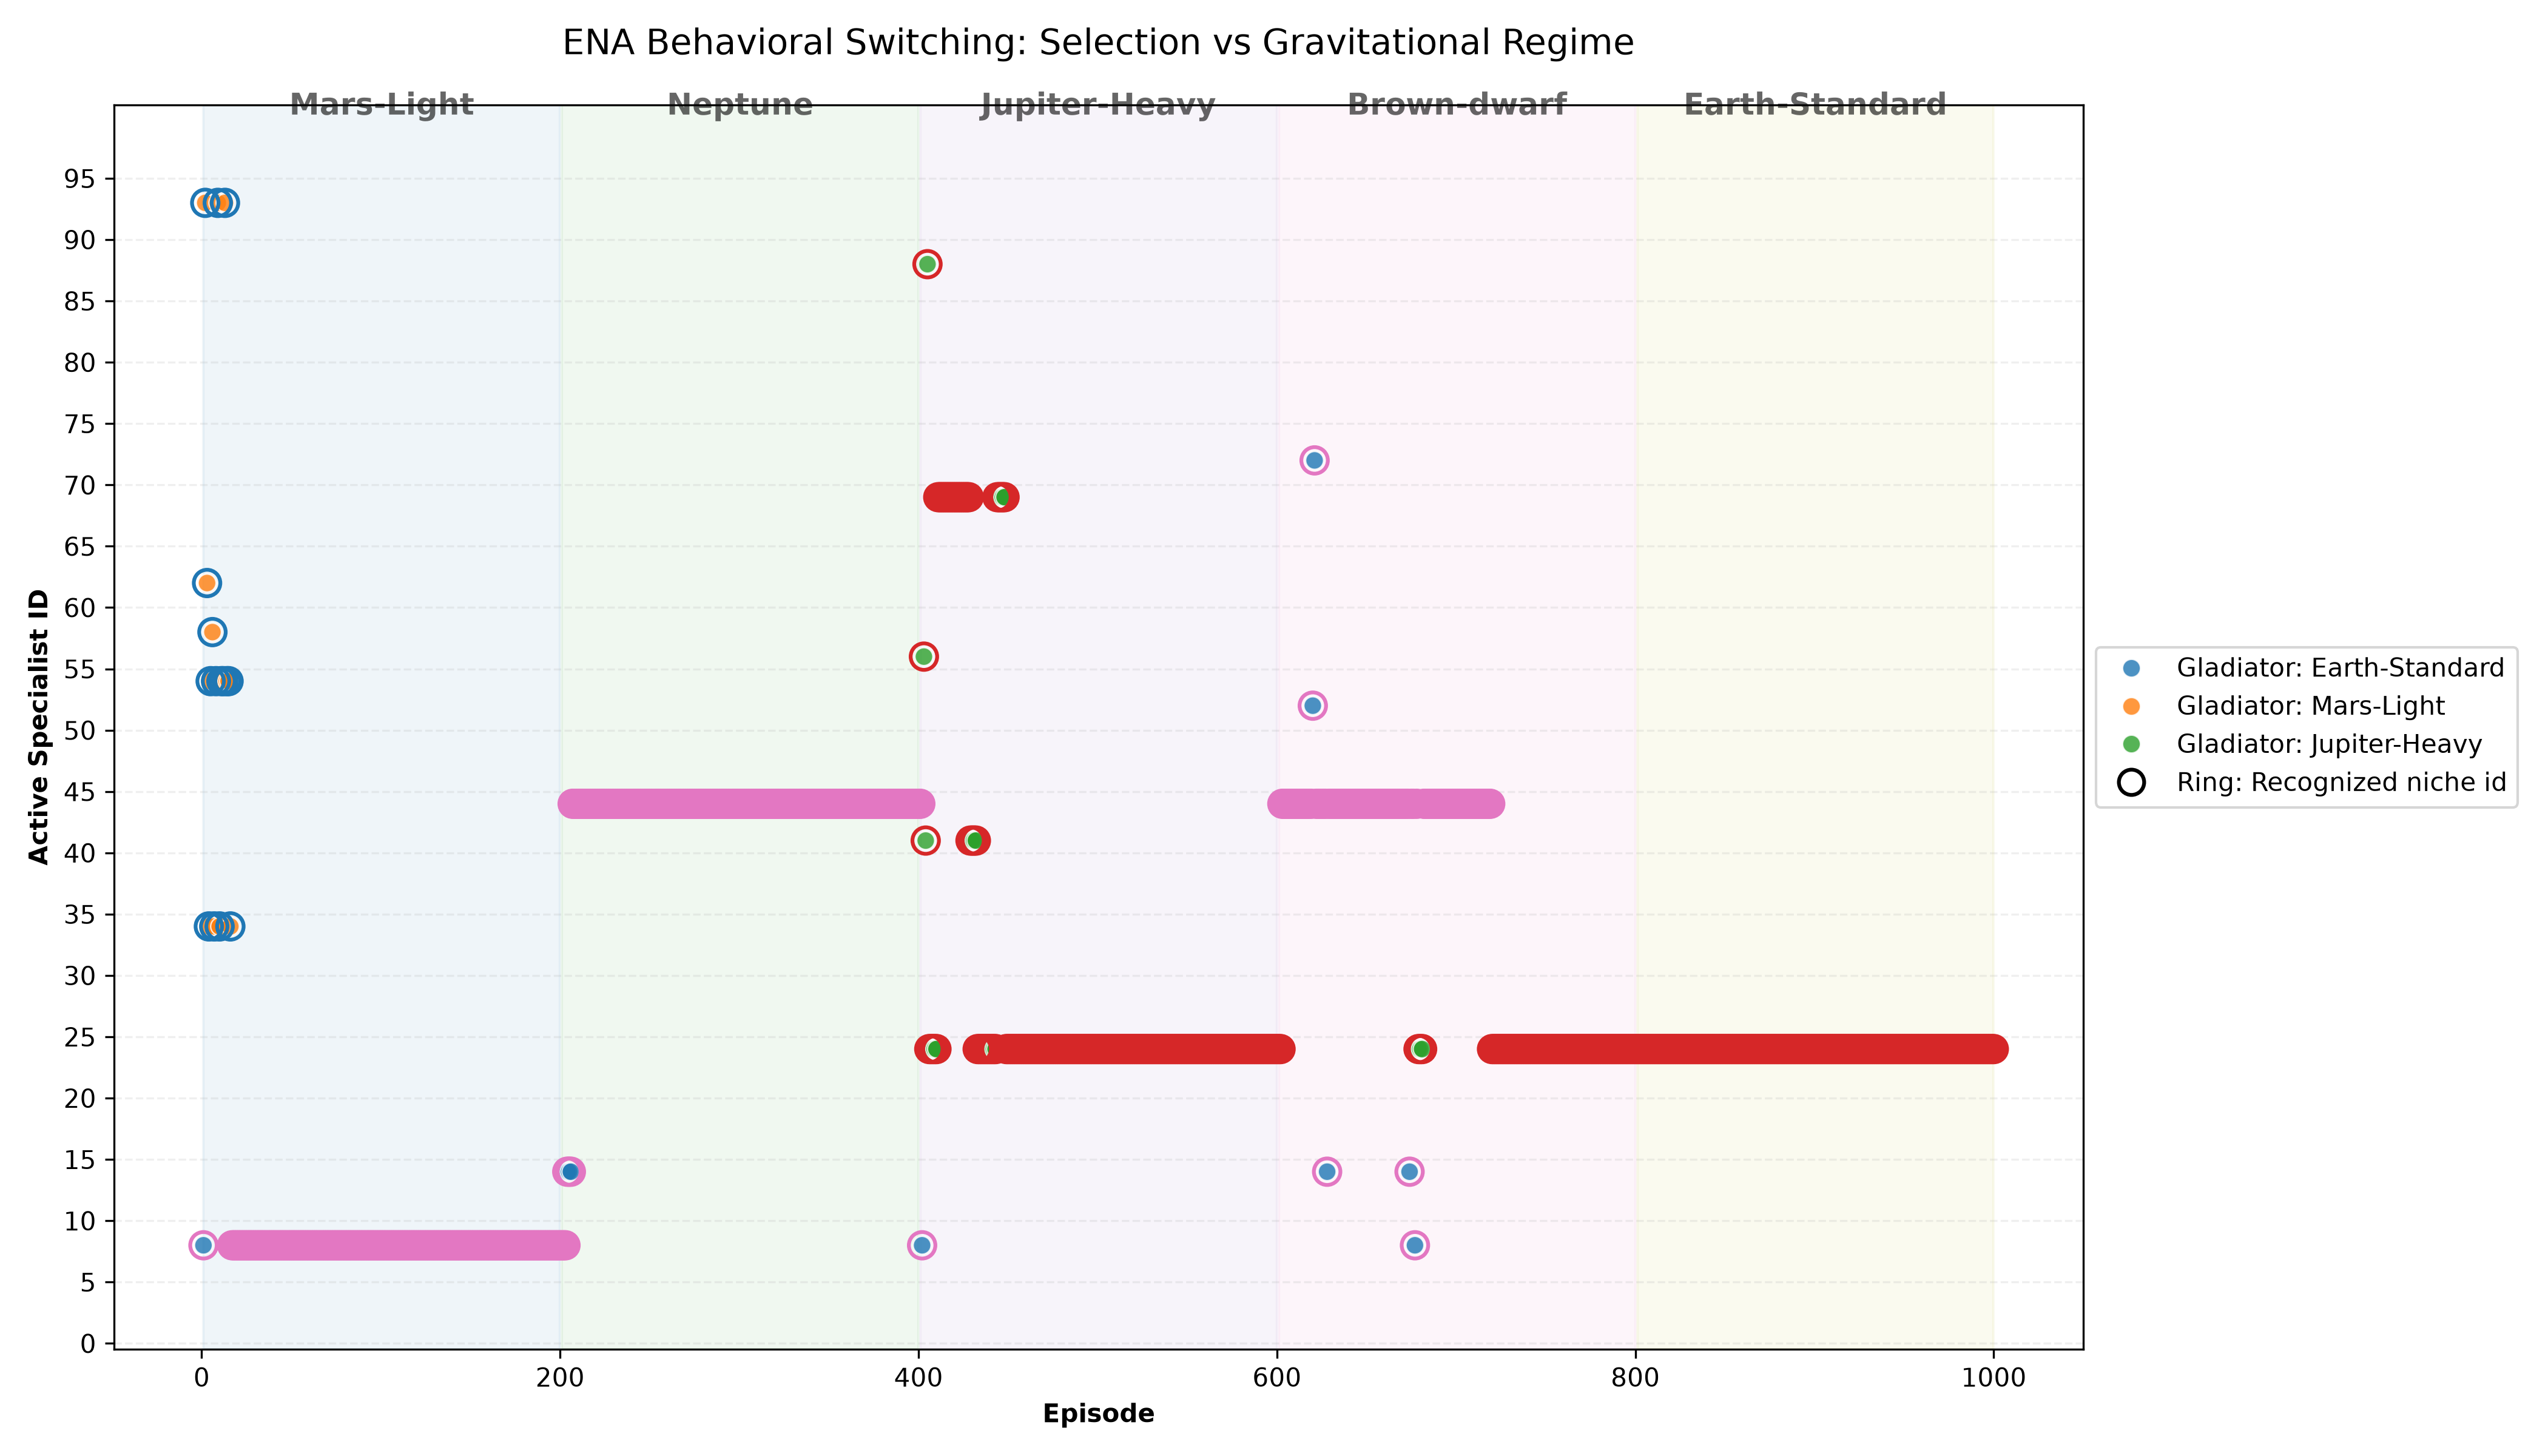 ENA Behavioral Switching: Selection vs Gravitational Regime
Mars-Light Neptune Jupiter-Heavy Brown-dwarf Earth-Standard
95
90
85
80
75
70
65
60
55
50
45
40
35
30
25
20
15
10
5
0
Active Specialist ID
0 200 400 600 800 1000
Episode
Gladiator: Earth-Standard
Gladiator: Mars-Light
Gladiator: Jupiter-Heavy
Ring: Recognized niche id